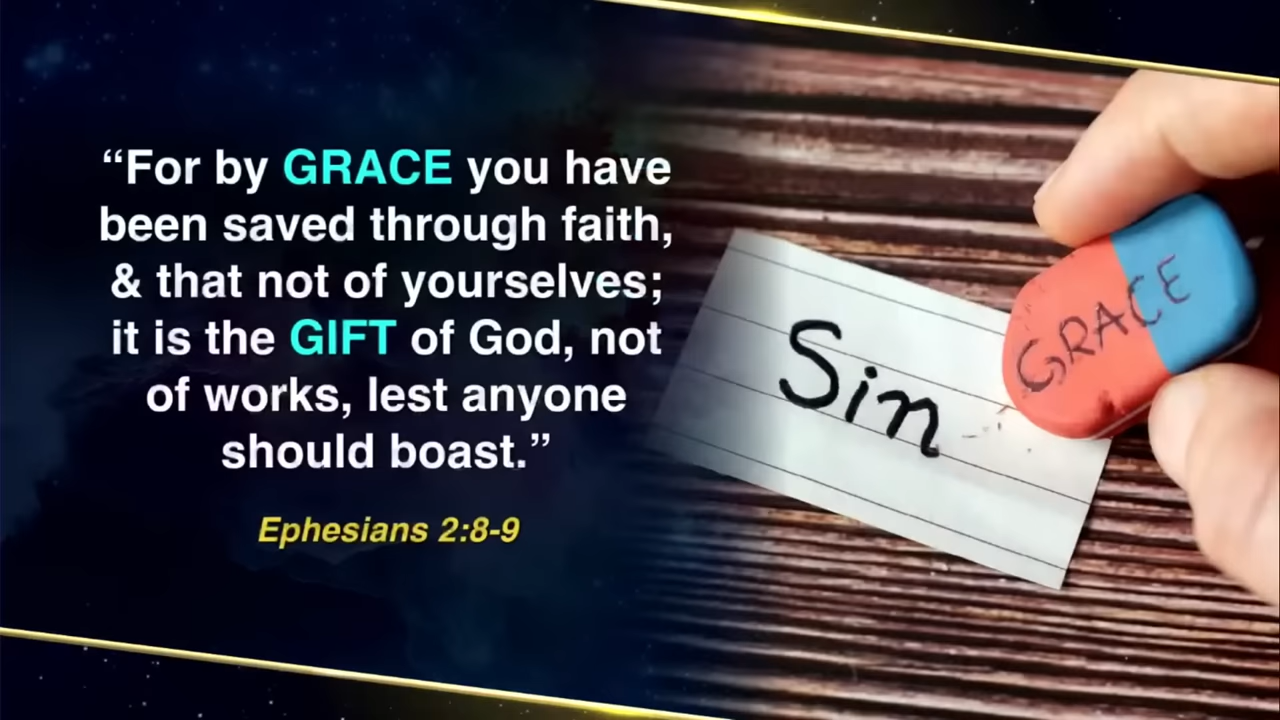 “For by GRACE you have
been saved through faith,
& that not of yourselves;
it is the GIFT of God, not
of works, lest anyone
should boast.”
Ephesians 2:8-9
Sin
GRACE